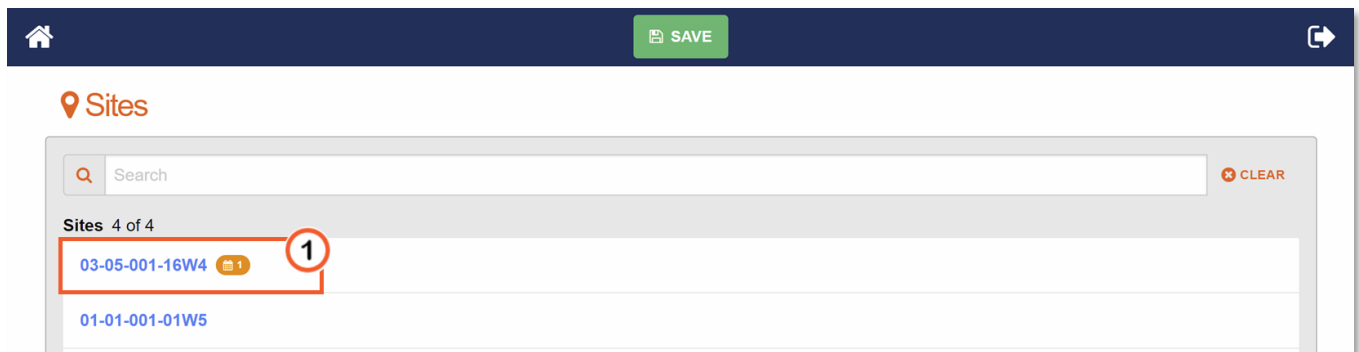 SAVE
Sites
Search
CLEAR
Sites 4 of 4
1
03-05-001-16W4 1
01-01-001-01W5